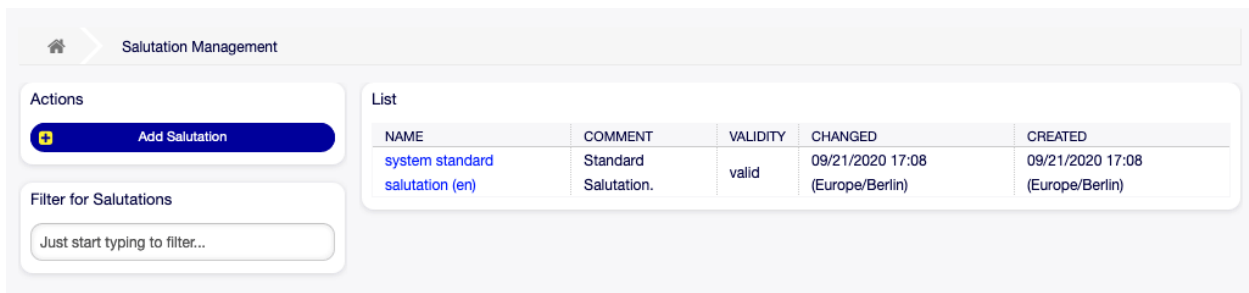 Salutation Management
Actions
Add Salutation
Filter for Salutations
Just start typing to filter...
List
NAME COMMENT VALIDITY CHANGED CREATED
system standard Standard valid 09/21/2020 17:08 09/21/2020 17:08
salutation (en) Salutation. (Europe/Berlin) (Europe/Berlin)